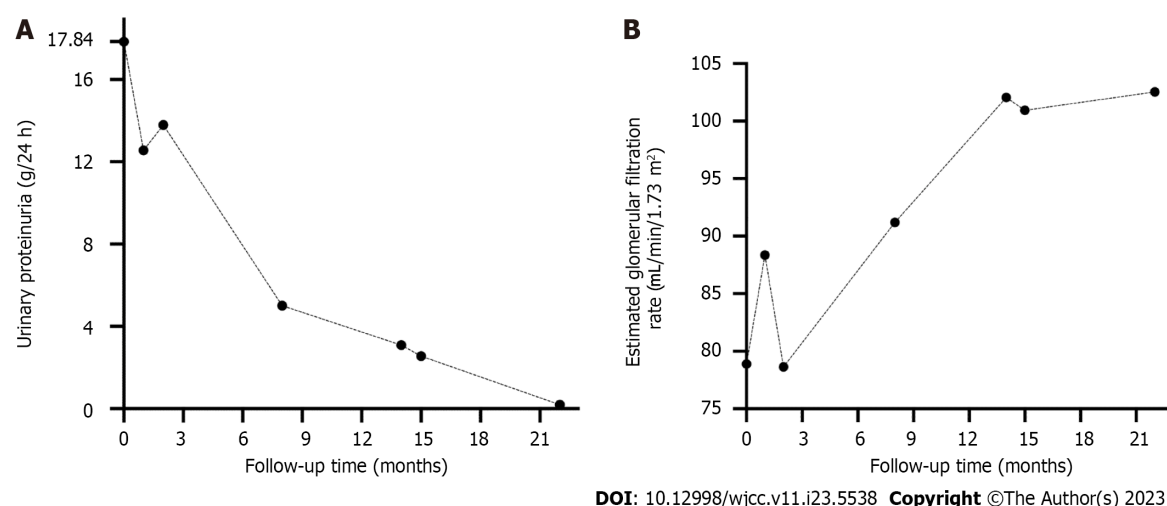 A
17.84
16
12
8
4
0
Urinary proteinuria (g/24 h)
0 3 6 9 12 15 18 21
Follow-up time (months)
B
105
100
95
90
85
80
75
Estimated glomerular filtration
rate (mL/min/1.73 m²)
0 3 6 9 12 15 18 21
Follow-up time (months)
DOI: 10.12998/wjcc.v11.i23.5538 Copyright ©The Author(s) 2023